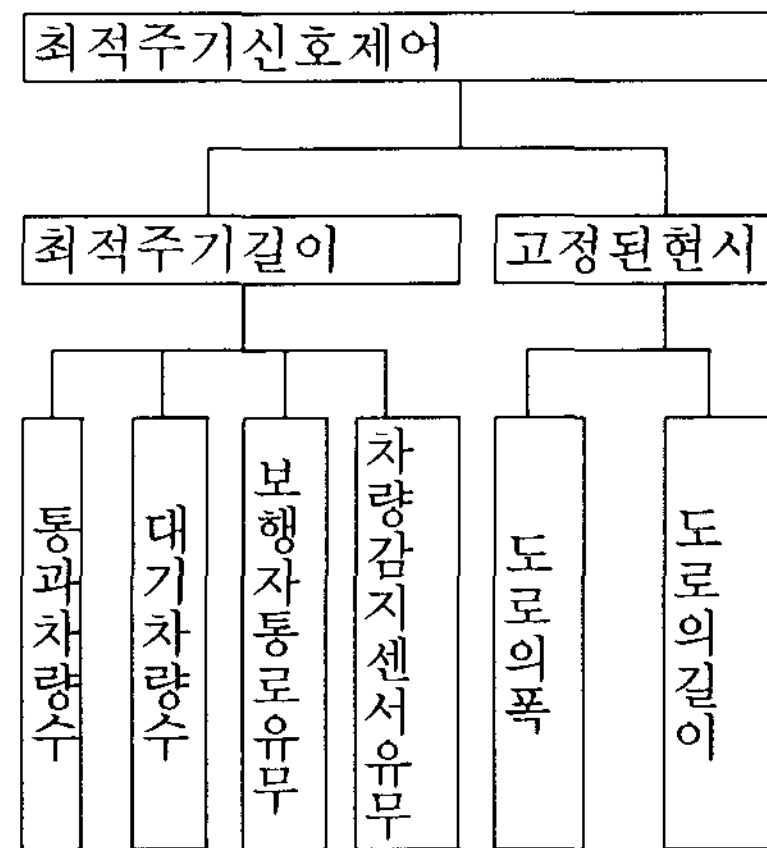 최적주기신호제어
최적주기길이
고정된현시
통과차량수
대기차량수
보행자통로유무
차량감지센서유무
도로의폭
도로의길이